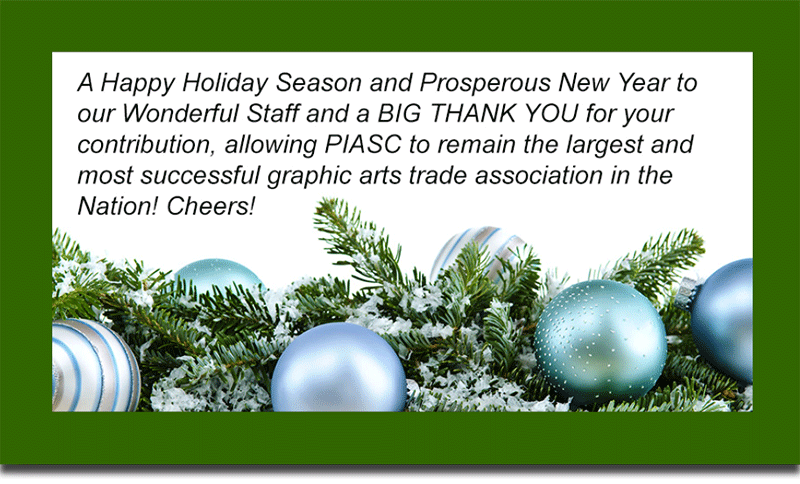 A Happy Holiday Season and Prosperous New Year to
our Wonderful Staff and a BIG THANK YOU for your
contribution, allowing PIASC to remain the largest and
most successful graphic arts trade association in the
Nation! Cheers!